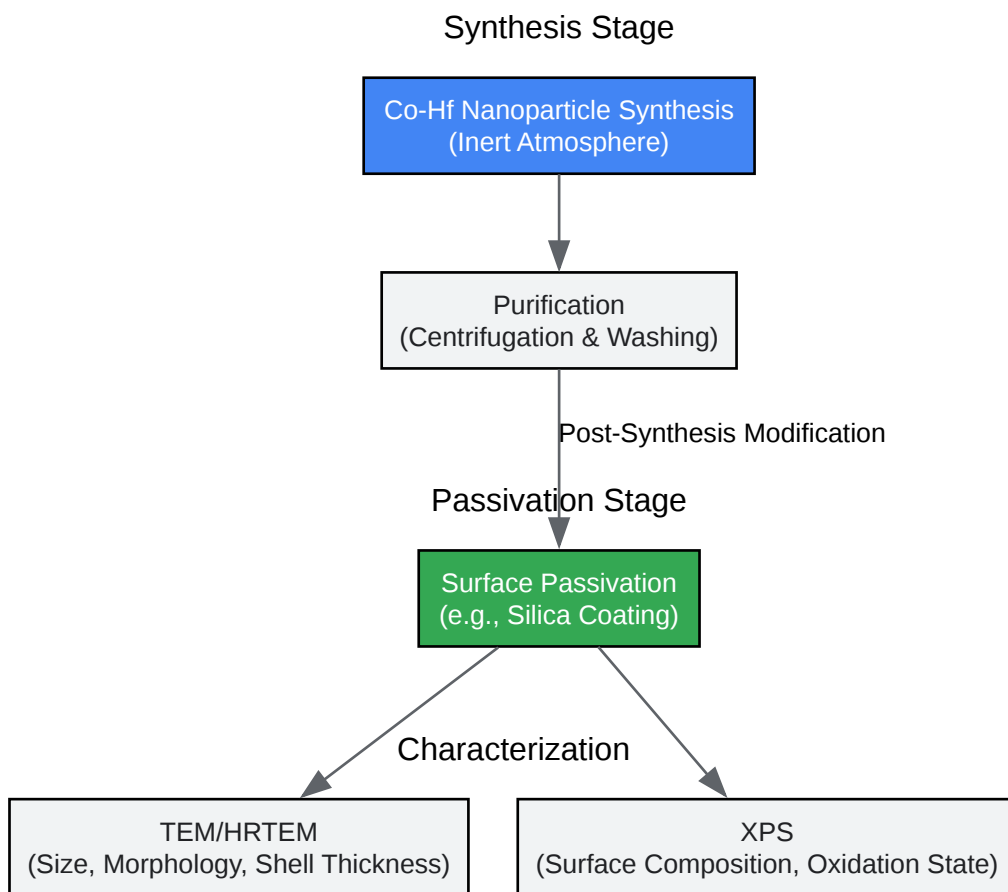 Synthesis Stage
Co-Hf Nanoparticle Synthesis
(Inert Atmosphere)
Purification
(Centrifugation & Washing)
Post-Synthesis Modification
Passivation Stage
Surface Passivation
(e.g., Silica Coating)
Characterization
TEM/HRTEM
(Size, Morphology, Shell Thickness)
XPS
(Surface Composition, Oxidation State)